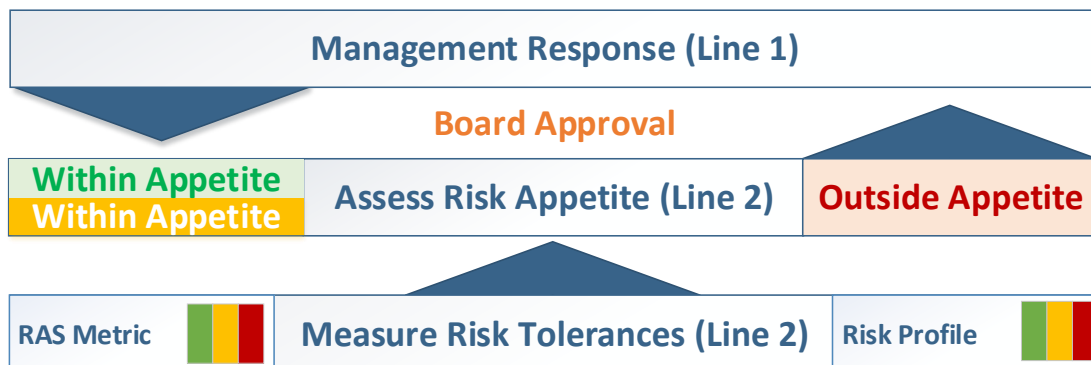 Management Response (Line 1)
Board Approval
Within Appetite
Within Appetite
Assess Risk Appetite (Line 2)
Outside Appetite
RAS Metric
Measure Risk Tolerances (Line 2)
Risk Profile